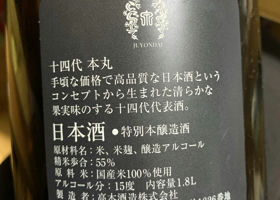 JUYONDAI
十四代 本丸
手頃な価格で高品質な日本酒という
コンセプトから生まれた清らかな
果実味のする十四代代表酒。
日本酒・特別本醸造酒
原材料名：米、米麹、醸造アルコール
精米歩合：55％
原 料 米：国産米100％使用
アルコール分：15度 内容量1.8L
製 造 者：高木酒造株式会社
番地